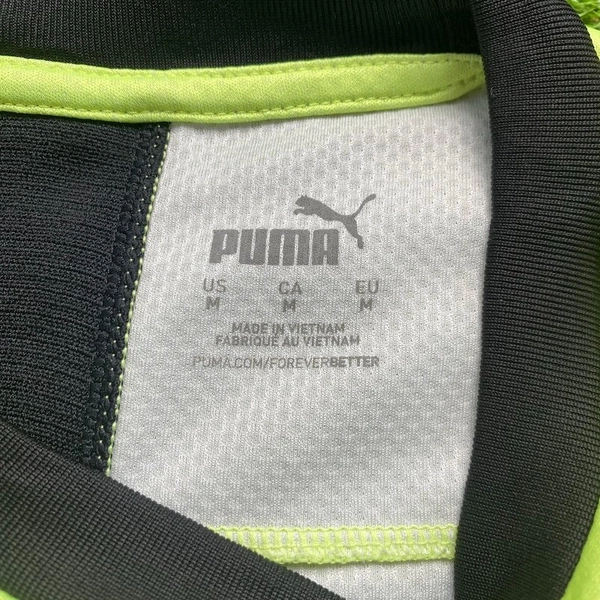 PUMA
US CA EU
M M M
MADE IN VIETNAM
FABRIQUÉ AU VIETNAM
PUMA.COM/FOREVERBETTER